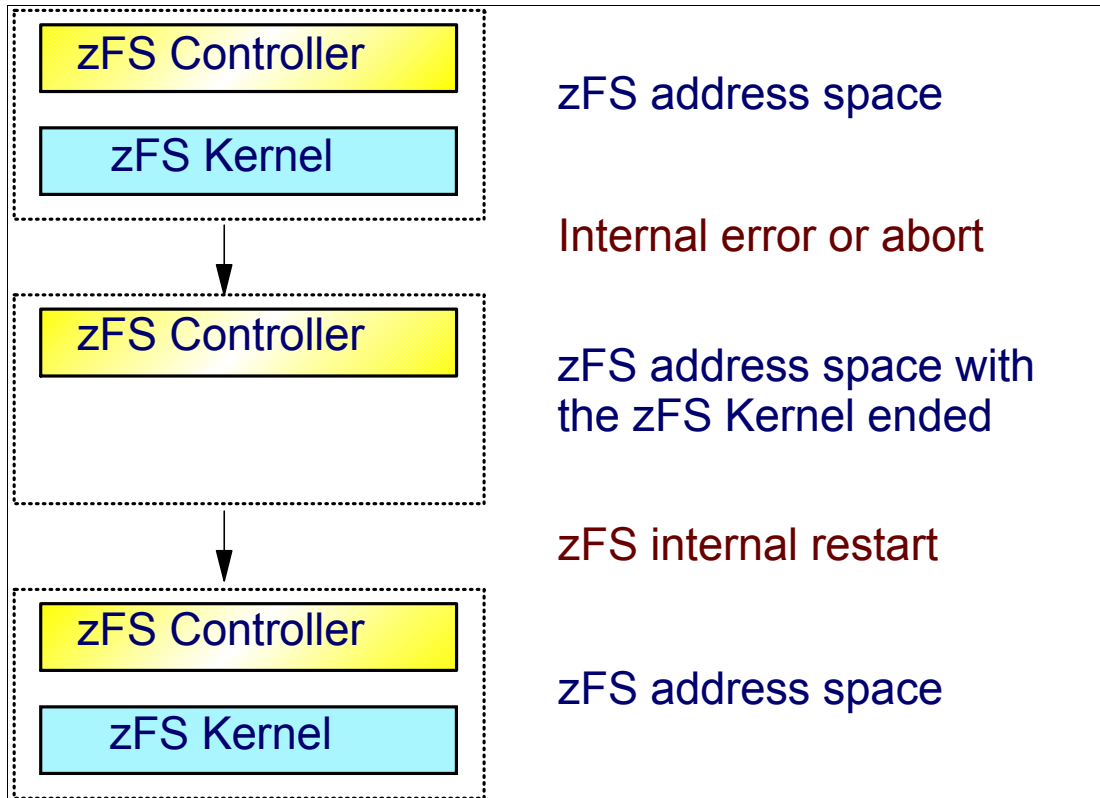 zFS Controller
zFS address space
zFS Kernel
Internal error or abort
zFS Controller
zFS address space with
the zFS Kernel ended
zFS internal restart
zFS Controller
zFS address space
zFS Kernel